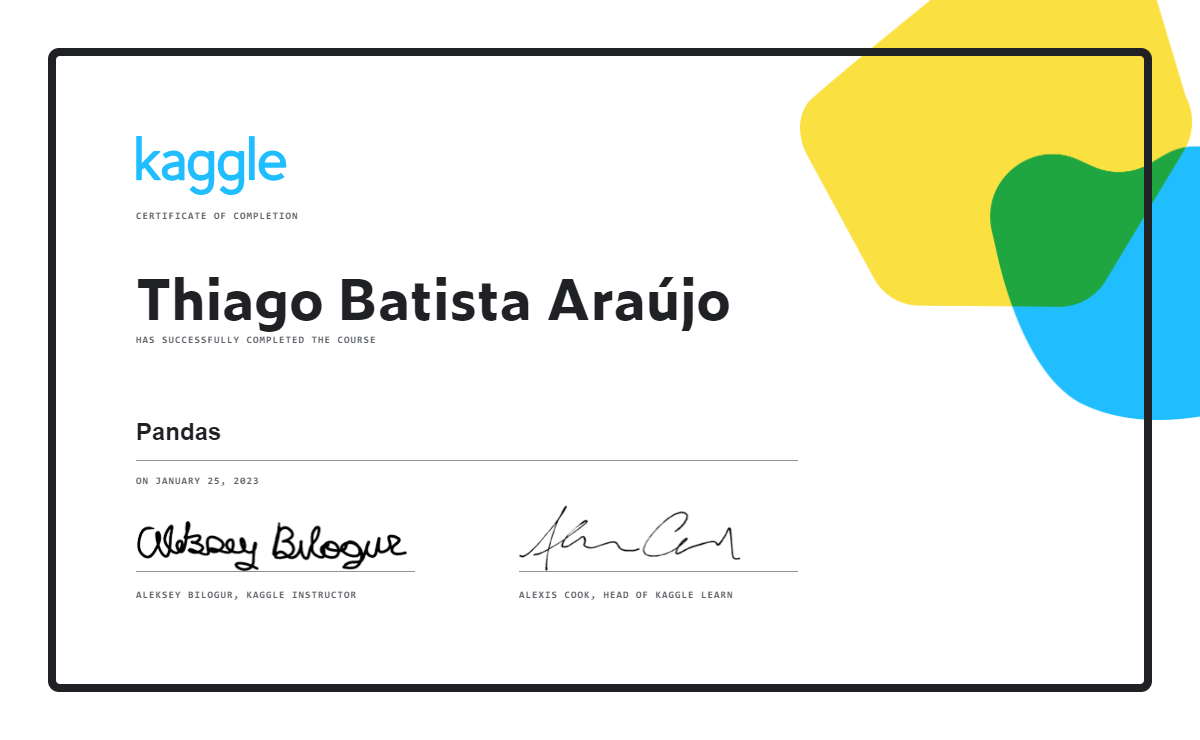 kaggle
CERTIFICATE OF COMPLETION
Thiago Batista Araújo
HAS SUCCESSFULLY COMPLETED THE COURSE
Pandas
ON JANUARY 25, 2023
Aleksey Bilogur
ALEKSEY BILOGUR, KAGGLE INSTRUCTOR
ALEXIS COOK, HEAD OF KAGGLE LEARN